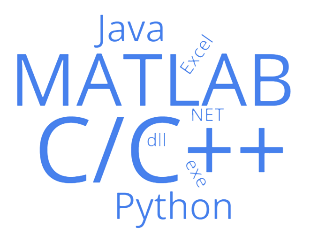 Java
Excel
MATLAB
NET
C/C++
dll
exe
Python